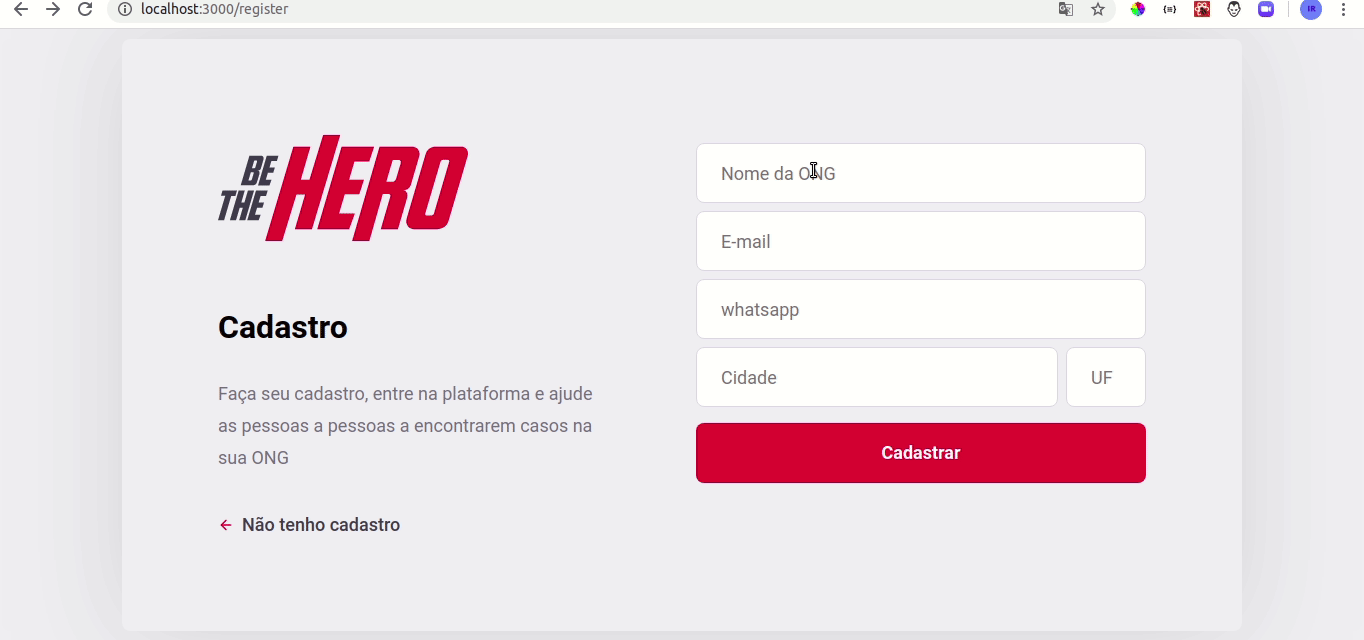 localhost:3000/register
IR
BE
THE
HERO
Cadastro
Faça seu cadastro, entre na plataforma e ajude
as pessoas a pessoas a encontrarem casos na
sua ONG
Não tenho cadastro
Nome da ONG
E-mail
whatsapp
Cidade
UF
Cadastrar